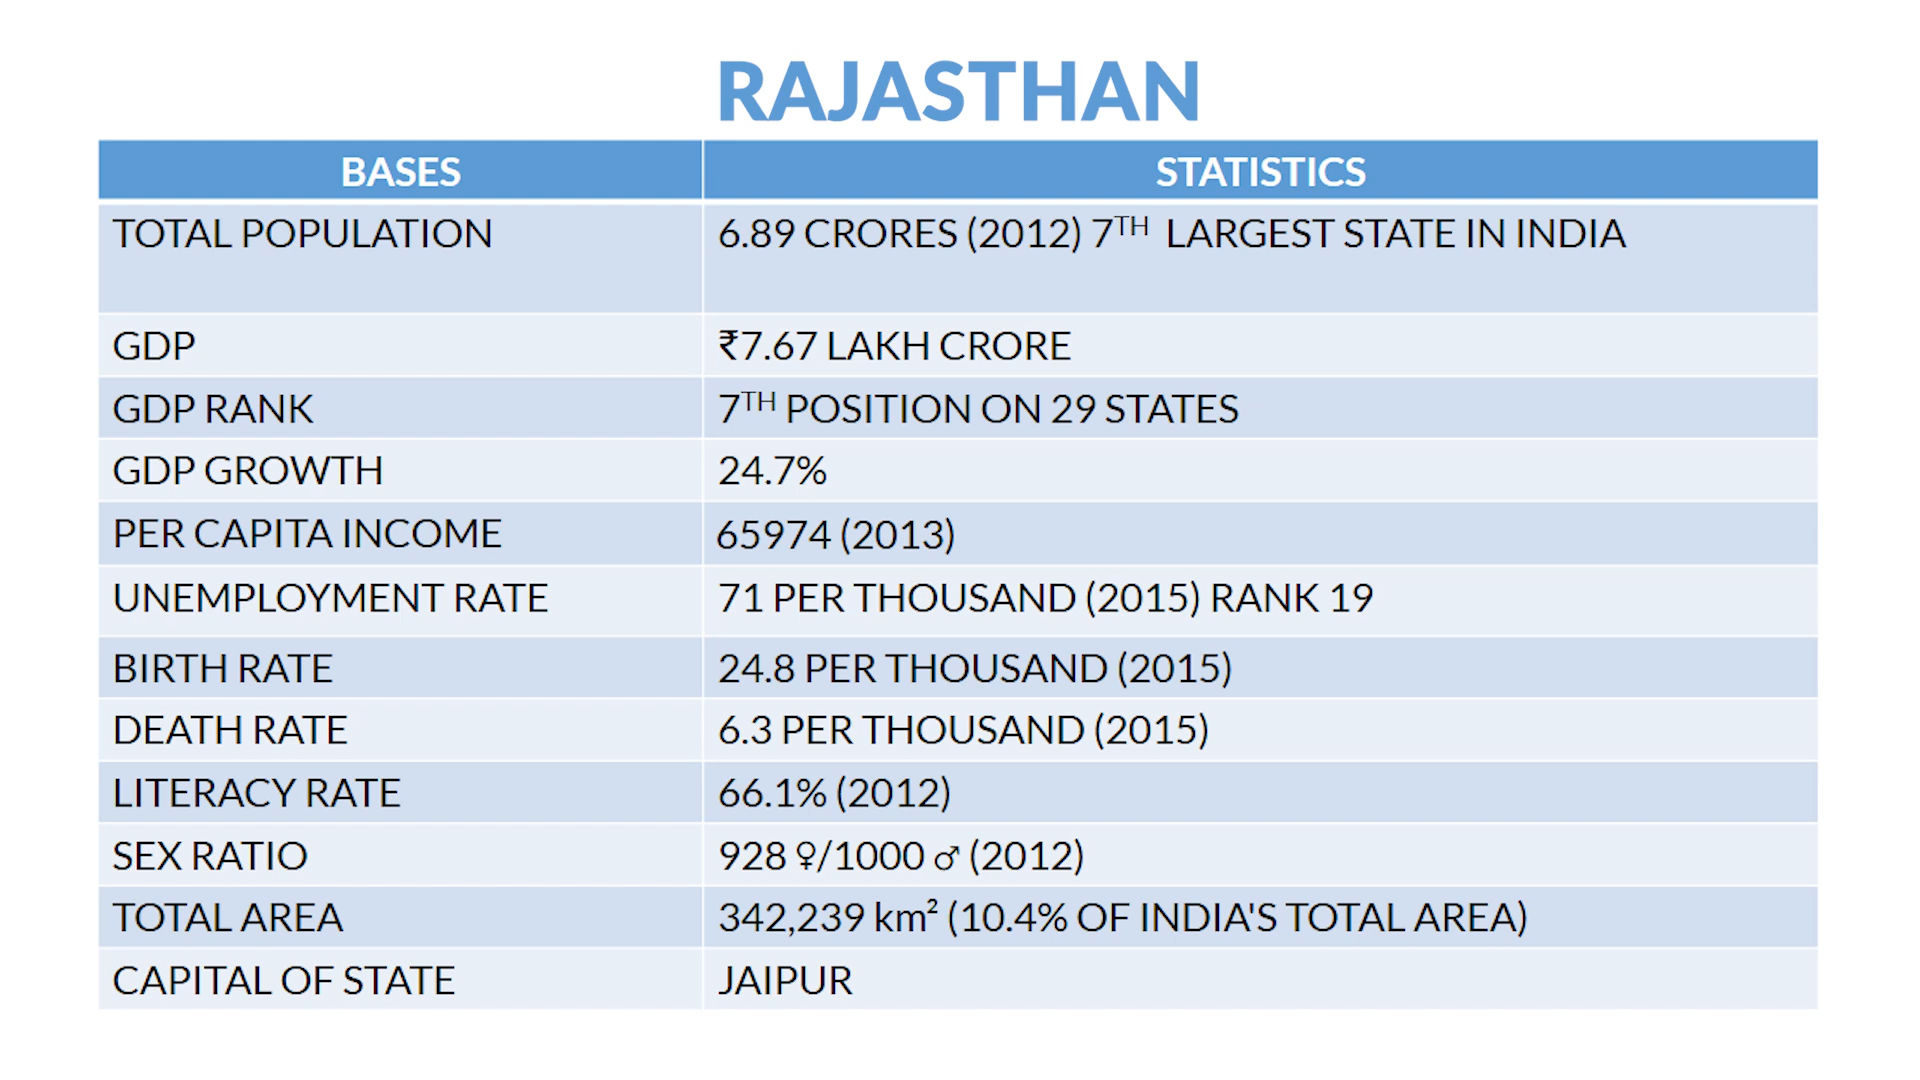 RAJASTHAN
BASES STATISTICS
TOTAL POPULATION 6.89 CRORES (2012) 7TH LARGEST STATE IN INDIA
GDP ₹7.67 LAKH CRORE
GDP RANK 7TH POSITION ON 29 STATES
GDP GROWTH 24.7%
PER CAPITA INCOME 65974 (2013)
UNEMPLOYMENT RATE 71 PER THOUSAND (2015) RANK 19
BIRTH RATE 24.8 PER THOUSAND (2015)
DEATH RATE 6.3 PER THOUSAND (2015)
LITERACY RATE 66.1% (2012)
SEX RATIO 928 ♀/1000 ♂ (2012)
TOTAL AREA 342,239 km² (10.4% OF INDIA'S TOTAL AREA)
CAPITAL OF STATE JAIPUR